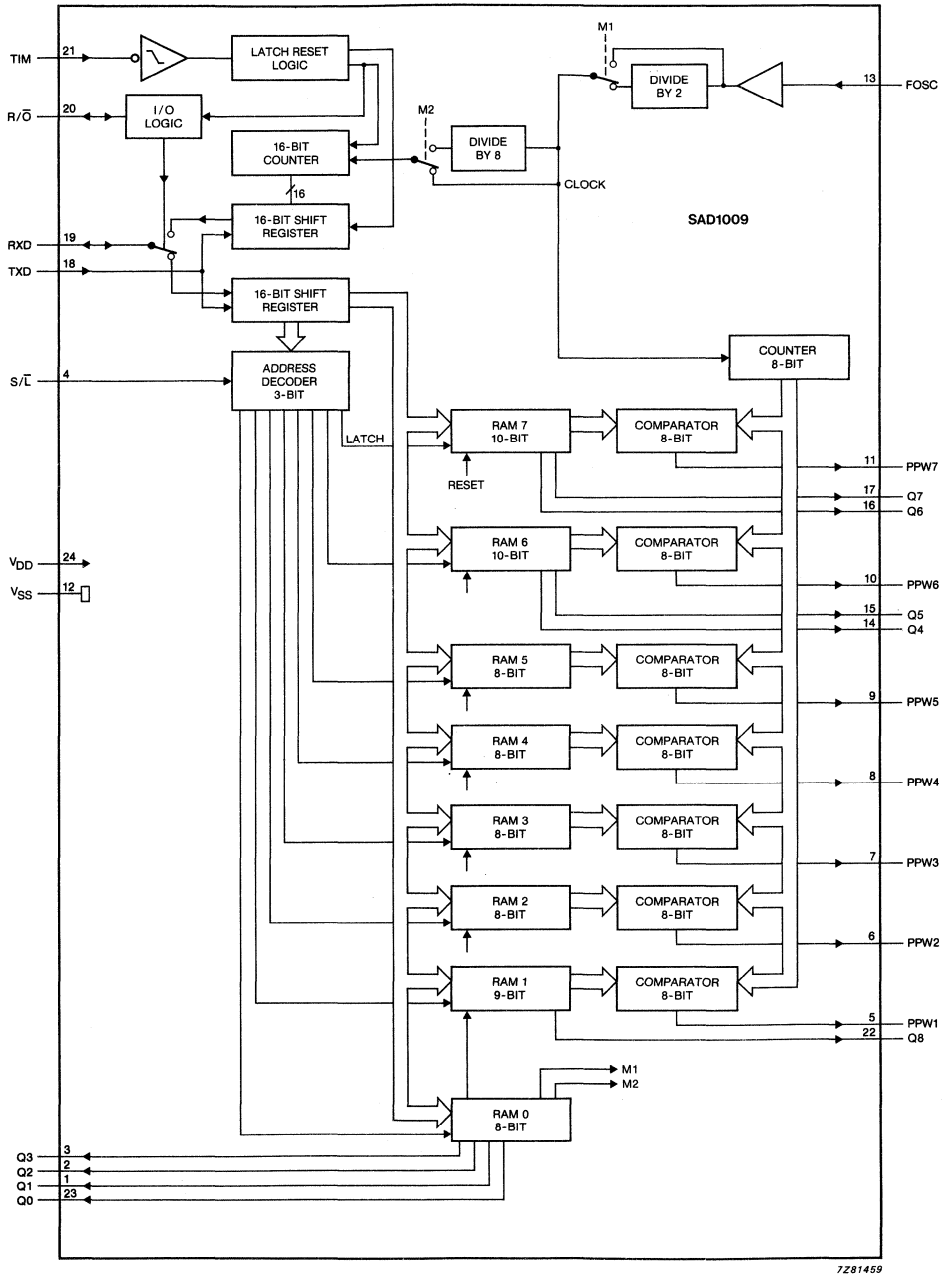 M1
TIM
21
LATCH RESET
LOGIC
DIVIDE
BY 2
13
FOSC
R/O̅
20
I/O
LOGIC
M2
16-BIT
COUNTER
DIVIDE
BY 8
16
CLOCK
16-BIT SHIFT
REGISTER
SAD1009
RXD
19
TXD
18
16-BIT SHIFT
REGISTER
COUNTER
8-BIT
S/L̅
4
ADDRESS
DECODER
3-BIT
LATCH
RAM 7
10-BIT
COMPARATOR
8-BIT
11
PPW7
RESET
17
Q7
16
Q6
RAM 6
10-BIT
COMPARATOR
8-BIT
VDD
24
VSS
12
10
PPW6
15
Q5
14
Q4
RAM 5
8-BIT
COMPARATOR
8-BIT
9
PPW5
RAM 4
8-BIT
COMPARATOR
8-BIT
8
PPW4
RAM 3
8-BIT
COMPARATOR
8-BIT
7
PPW3
RAM 2
8-BIT
COMPARATOR
8-BIT
6
PPW2
RAM 1
9-BIT
COMPARATOR
8-BIT
5
PPW1
22
Q8
M1
M2
RAM 0
8-BIT
Q3
3
Q2
2
Q1
1
Q0
23
7Z81459